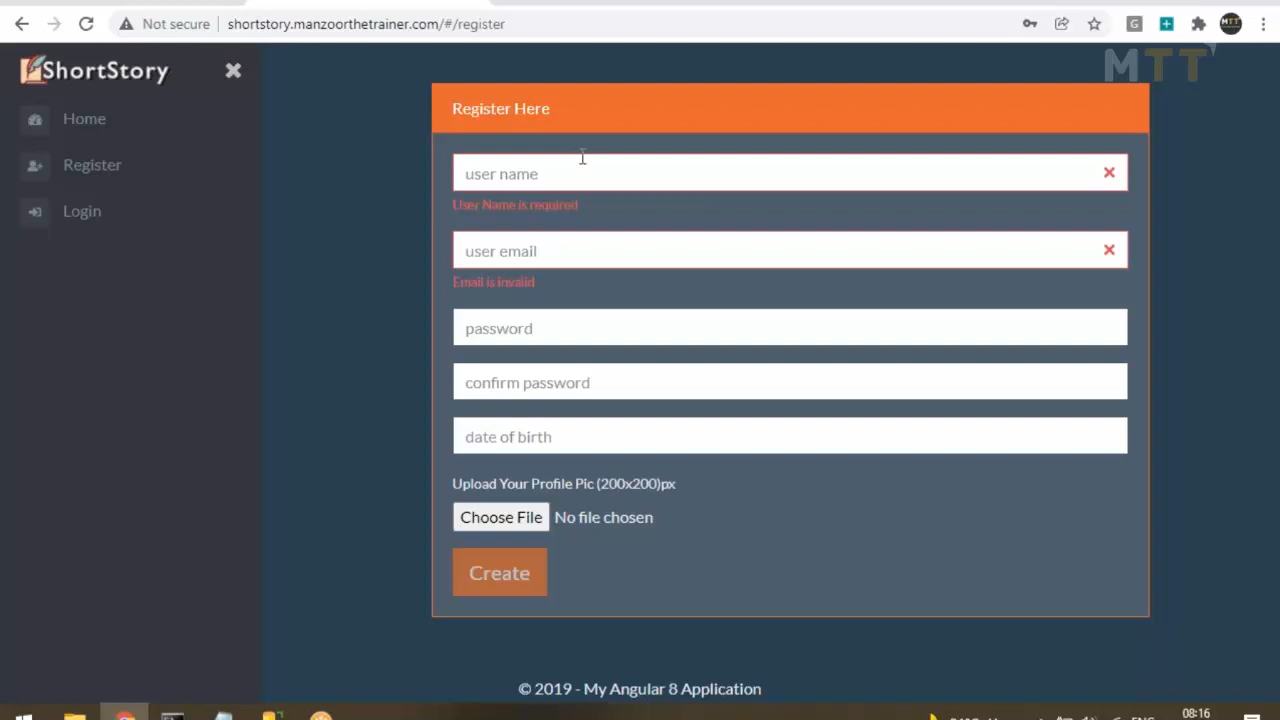 Not secure
shortstory.manzoorthetrainer.com/#/register
MTT
ShortStory
MTT
Home
Register
Login
Register Here
user name
User Name is required
user email
Email is invalid
password
confirm password
date of birth
Upload Your Profile Pic (200x200)px
Choose File No file chosen
Create
© 2019 - My Angular 8 Application
08:16